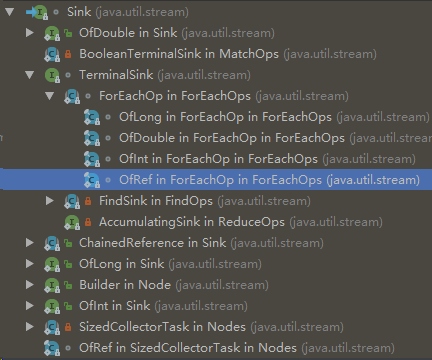 Sink (java.util.stream)
OfDouble in Sink (java.util.stream)
BooleanTerminalSink in MatchOps (java.util.stream)
TerminalSink (java.util.stream)
ForEachOp in ForEachOps (java.util.stream)
OfLong in ForEachOp in ForEachOps (java.util.stream)
OfDouble in ForEachOp in ForEachOps (java.util.stream)
OfInt in ForEachOp in ForEachOps (java.util.stream)
OfRef in ForEachOp in ForEachOps (java.util.stream)
FindSink in FindOps (java.util.stream)
AccumulatingSink in ReduceOps (java.util.stream)
ChainedReference in Sink (java.util.stream)
OfLong in Sink (java.util.stream)
Builder in Node (java.util.stream)
OfInt in Sink (java.util.stream)
SizedCollectorTask in Nodes (java.util.stream)
OfRef in SizedCollectorTask in Nodes (java.util.stream)